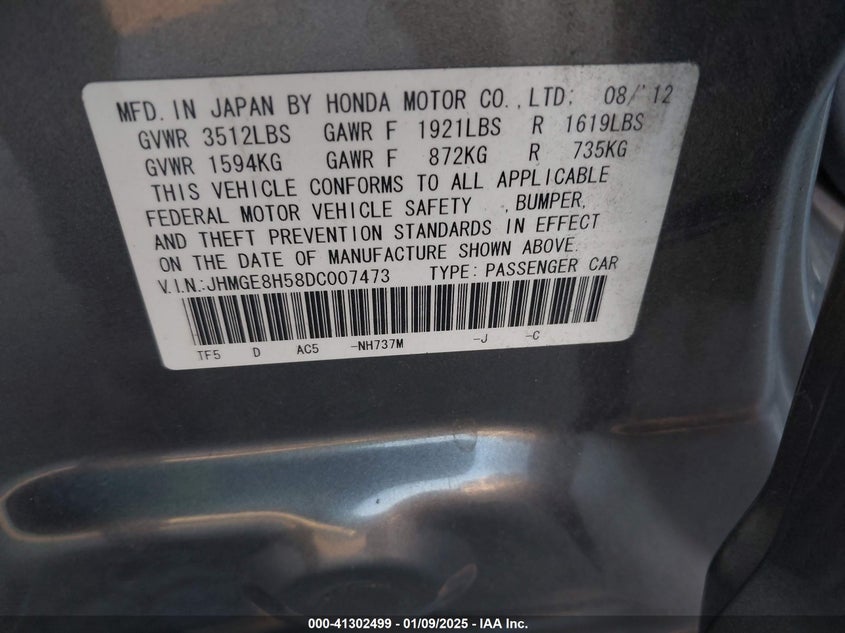 MFD. IN JAPAN BY HONDA MOTOR CO., LTD. 08/'12
GVWR 3512LBS GAWR F 1921LBS R 1619LBS
GVWR 1594KG GAWR F 872KG R 735KG
THIS VEHICLE CONFORMS TO ALL APPLICABLE
FEDERAL MOTOR VEHICLE SAFETY , BUMPER,
AND THEFT PREVENTION STANDARDS IN EFFECT
ON THE DATE OF MANUFACTURE SHOWN ABOVE.
V.I.N.:JHMGE8H58DC007473 TYPE: PASSENGER CAR
TF5 D AC5 -NH737M -J -C
000-41302499 - 01/09/2025 - IAA Inc.